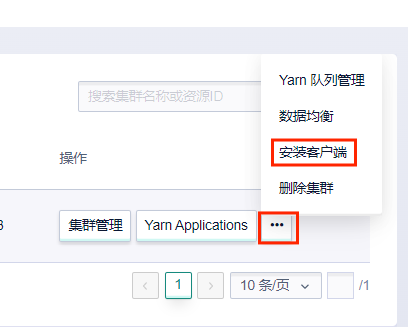 搜索集群名称或资源ID
Yarn 队列管理
数据均衡
安装客户端
删除集群
操作
集群管理
Yarn Applications
•••
1
10 条/页
/1